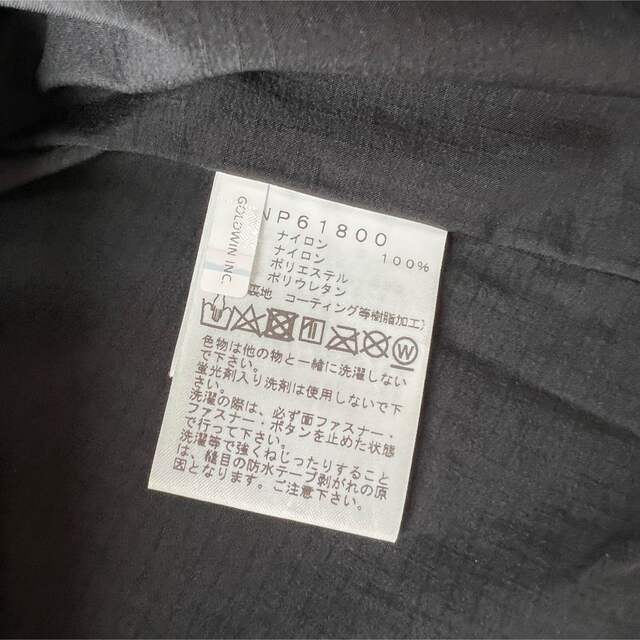 GOLDWIN INC.
NP61800
ナイロン 100%
ナイロン
ポリエステル
ポリウレタン
裏地 コーティング等樹脂加工)
W
色物は他の物と一緒に洗濯しない
で下さい。
蛍光剤入り洗剤は使用しないで下
さい。
洗濯の際は、必ず面ファスナー・
ファスナー・ボタンを止めた状態
で行って下さい。
洗濯等で強くねじったりすること
は、縫目の防水テープ剥がれの原
因となります。ご注意下さい。